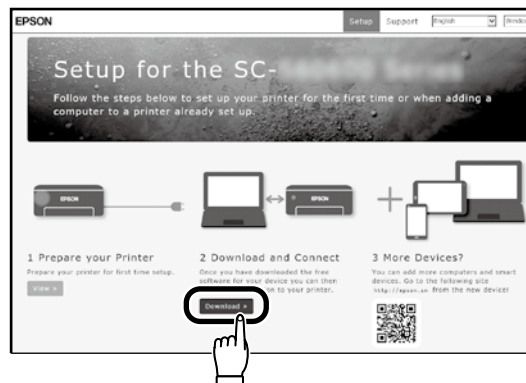 EPSON
Setup Support English Window
Setup for the SC-
Follow the steps below to set up your printer for the first time or when adding a
computer to a printer already set up.
EPSON
EPSON
1 Prepare your Printer
Prepare your printer for first time setup.
View »
2 Download and Connect
Once you have downloaded the free
software for your device you can then
on to your printer.
Download »
3 More Devices?
You can add more computers and smart
devices. Go to the following site
http://epson.sn from the new device!